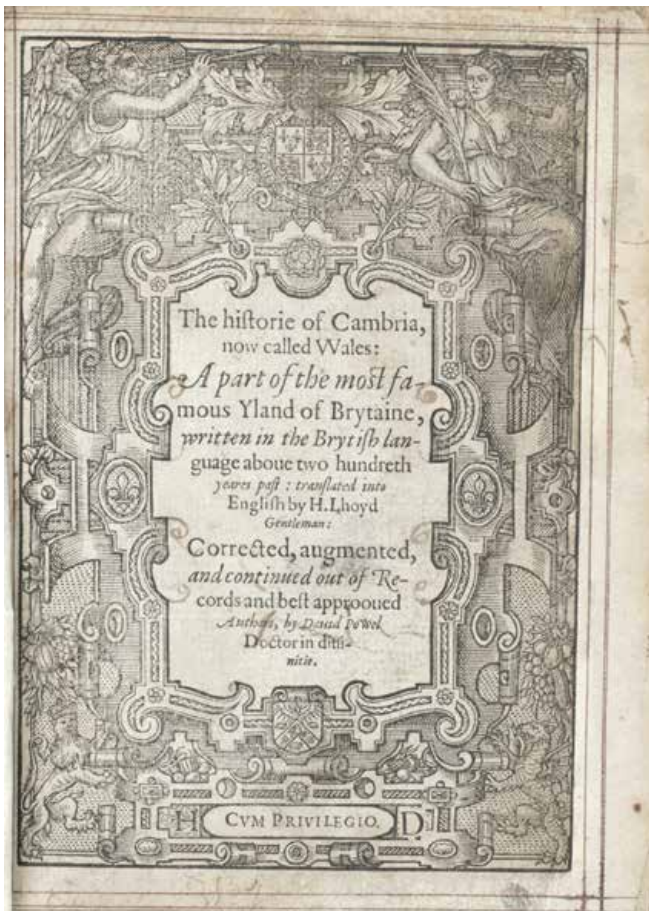 The hiſtorie of Cambria,
now called Wales:
A part of the moſt fa-
mous Yland of Brytaine,
written in the Brytiſh lan-
guage aboue two hundreth
yeares paſt : tranſlated into
Engliſh by H. Lhoyd
Gentleman:
Corrected, augmented,
and continued out of Re-
cords and beſt approoued
Authors, by Dauid Powel
Doctor in diui-
nitie.
H CVM PRIVILEGIO. D